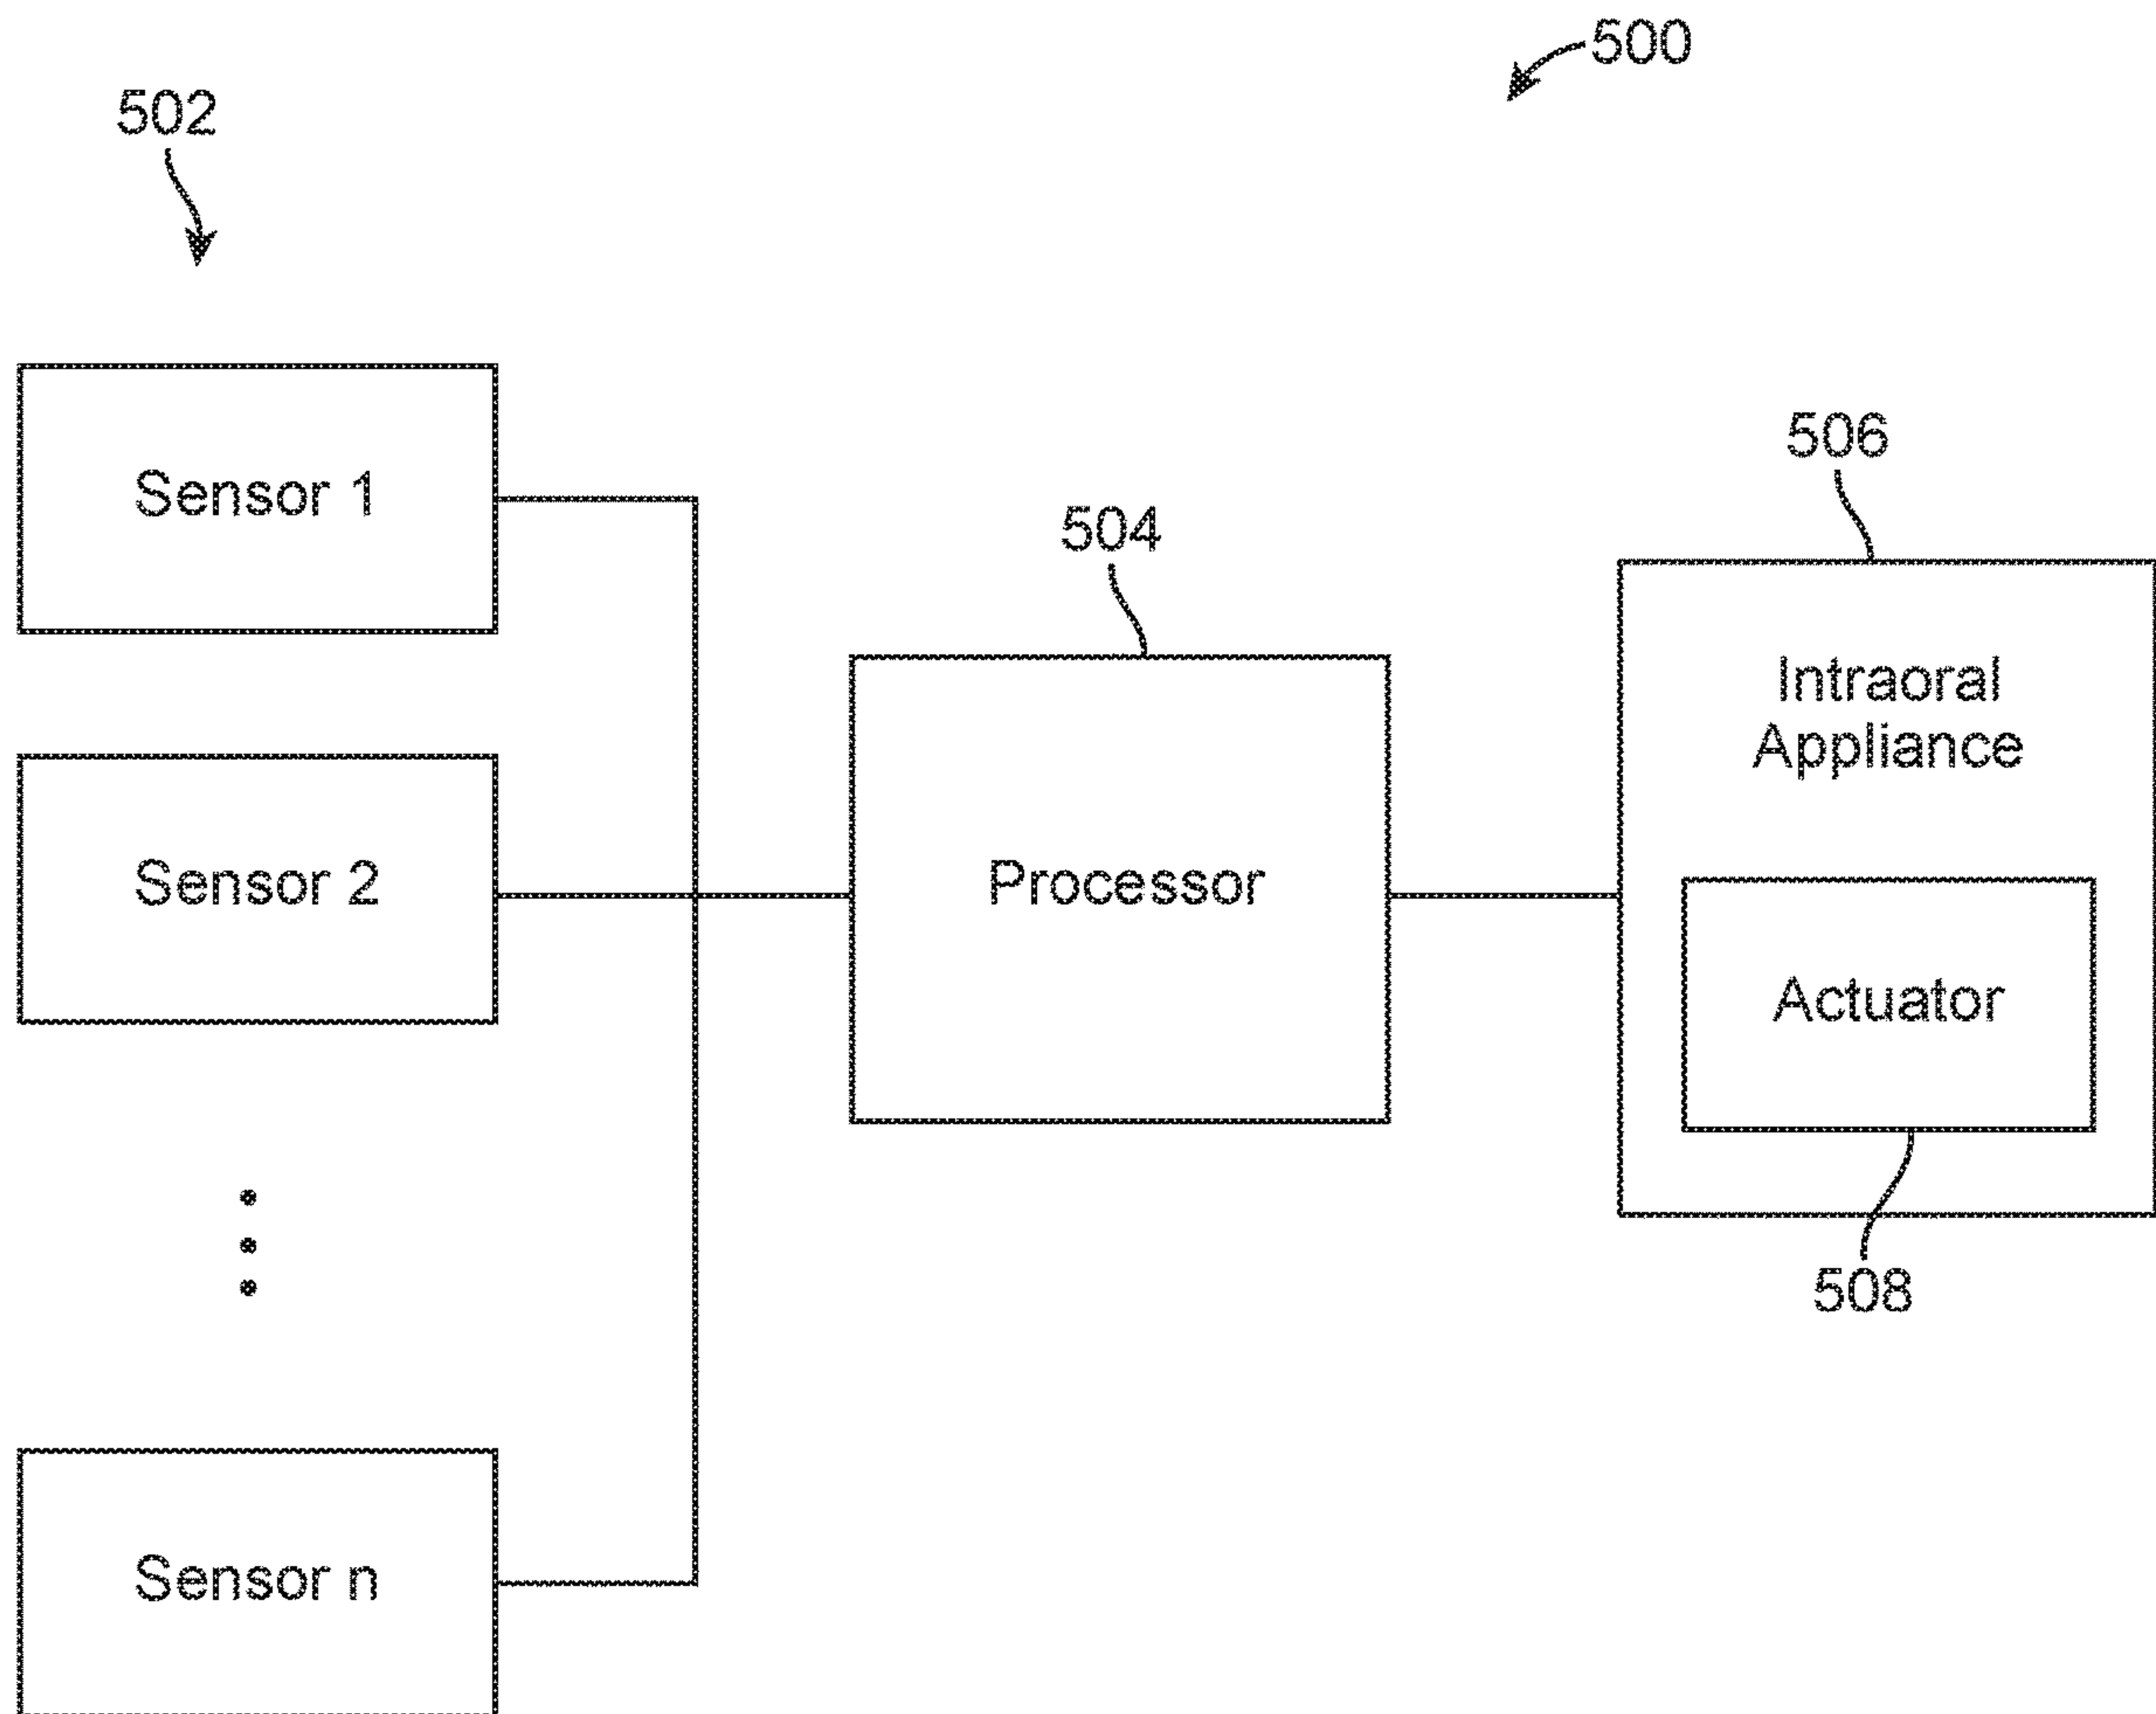 500
502
Sensor 1
506
504
Intraoral
Appliance
Sensor 2
Processor
Actuator
508
Sensor n